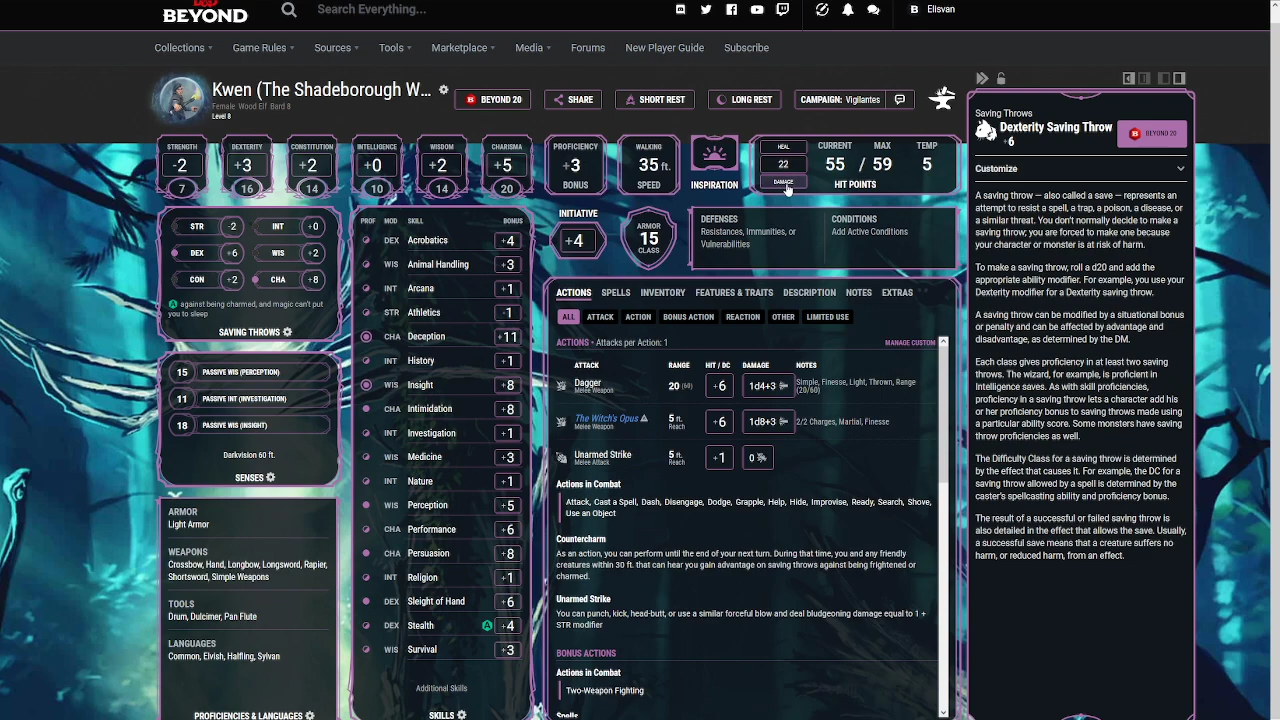 BEYOND
Search Everything...
B Ellsvan
Collections
Game Rules
Sources
Tools
Marketplace
Media
Forums
New Player Guide
Subscribe
Kwen (The Shadeborough W...
Female Wood Elf Bard 8
Level 8
BEYOND 20
SHARE
SHORT REST
LONG REST
CAMPAIGN: Vigilantes
STRENGTH
-2
7
DEXTERITY
+3
16
CONSTITUTION
+2
14
INTELLIGENCE
+0
10
WISDOM
+2
14
CHARISMA
+5
20
PROFICIENCY
+3
BONUS
WALKING
35 ft.
SPEED
INSPIRATION
HEAL
22
DAMAGE
CURRENT MAX TEMP
55 / 59 5
HIT POINTS
STR -2
INT +0
DEX +6
WIS +2
CON +2
CHA +8
A against being charmed, and magic can't put
you to sleep
SAVING THROWS
15 PASSIVE WIS (PERCEPTION)
11 PASSIVE INT (INVESTIGATION)
18 PASSIVE WIS (INSIGHT)
Darkvision 60 ft.
SENSES
ARMOR
Light Armor
WEAPONS
Crossbow, Hand, Longbow, Longsword, Rapier,
Shortsword, Simple Weapons
TOOLS
Drum, Dulcimer, Pan Flute
LANGUAGES
Common, Elvish, Halfling, Sylvan
PROFICIENCIES & LANGUAGES
PROF MOD SKILL BONUS
DEX Acrobatics +4
WIS Animal Handling +3
INT Arcana +1
STR Athletics -1
CHA Deception +11
INT History +1
WIS Insight +8
CHA Intimidation +8
INT Investigation +1
WIS Medicine +3
INT Nature +1
WIS Perception +5
CHA Performance +6
CHA Persuasion +8
INT Religion +1
DEX Sleight of Hand +6
DEX Stealth A +4
WIS Survival +3
Additional Skills
SKILLS
INITIATIVE
+4
ARMOR
15
CLASS
DEFENSES
Resistances, Immunities, or
Vulnerabilities
CONDITIONS
Add Active Conditions
ACTIONS SPELLS INVENTORY FEATURES & TRAITS DESCRIPTION NOTES EXTRAS
ALL ATTACK ACTION BONUS ACTION REACTION OTHER LIMITED USE
ACTIONS • Attacks per Action: 1
MANAGE CUSTOM
ATTACK RANGE HIT / DC DAMAGE NOTES
Dagger
Melee Weapon
20 (60)
+6
1d4+3
Simple, Finesse, Light, Thrown, Range
(20/60)
The Witch's Opus
Melee Weapon
5 ft.
Reach
+6
1d8+3
2/2 Charges, Martial, Finesse
Unarmed Strike
Melee Attack
5 ft.
Reach
+1
0
Actions in Combat
Attack, Cast a Spell, Dash, Disengage, Dodge, Grapple, Help, Hide, Improvise, Ready, Search, Shove,
Use an Object
Countercharm
As an action, you can perform until the end of your next turn. During that time, you and any friendly
creatures within 30 ft. that can hear you gain advantage on saving throws against being frightened or
charmed.
Unarmed Strike
You can punch, kick, head-butt, or use a similar forceful blow and deal bludgeoning damage equal to 1 +
STR modifier
BONUS ACTIONS
Actions in Combat
Two-Weapon Fighting
Spells
Saving Throws
Dexterity Saving Throw
+6
BEYOND 20
Customize
A saving throw — also called a save — represents an
attempt to resist a spell, a trap, a poison, a disease, or
a similar threat. You don't normally decide to make a
saving throw; you are forced to make one because
your character or monster is at risk of harm.
To make a saving throw, roll a d20 and add the
appropriate ability modifier. For example, you use your
Dexterity modifier for a Dexterity saving throw.
A saving throw can be modified by a situational bonus
or penalty and can be affected by advantage and
disadvantage, as determined by the DM.
Each class gives proficiency in at least two saving
throws. The wizard, for example, is proficient in
Intelligence saves. As with skill proficiencies,
proficiency in a saving throw lets a character add his
or her proficiency bonus to saving throws made using
a particular ability score. Some monsters have saving
throw proficiencies as well.
The Difficulty Class for a saving throw is determined
by the effect that causes it. For example, the DC for a
saving throw allowed by a spell is determined by the
caster's spellcasting ability and proficiency bonus.
The result of a successful or failed saving throw is
also detailed in the effect that allows the save. Usually,
a successful save means that a creature suffers no
harm, or reduced harm, from an effect.